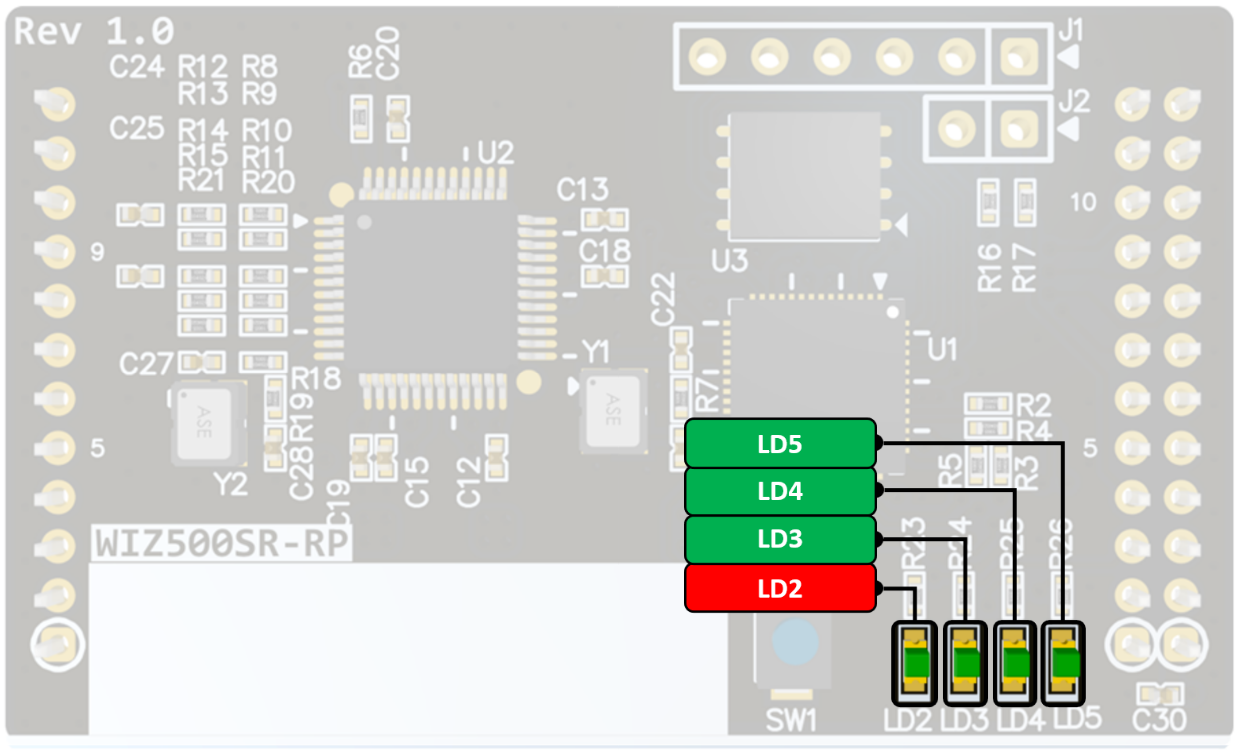 Rev 1.0
C24 R12 R8
R13 R9
C25 R14 R10
R15 R11
R21 R20
R6
C20
U2
J1
J2
C13
C18
U3
R16
R17
10
9
C22
Y1
U1
C27
R18
R19
C28
R7
R2
R4
R5
R3
ASE
ASE
5
5
Y2
C19
C15
C12
LD5
LD4
LD3
LD2
R23
R25
R26
WIZ500SR-RP
SW1
LD2 LD3 LD4 LD5
C30